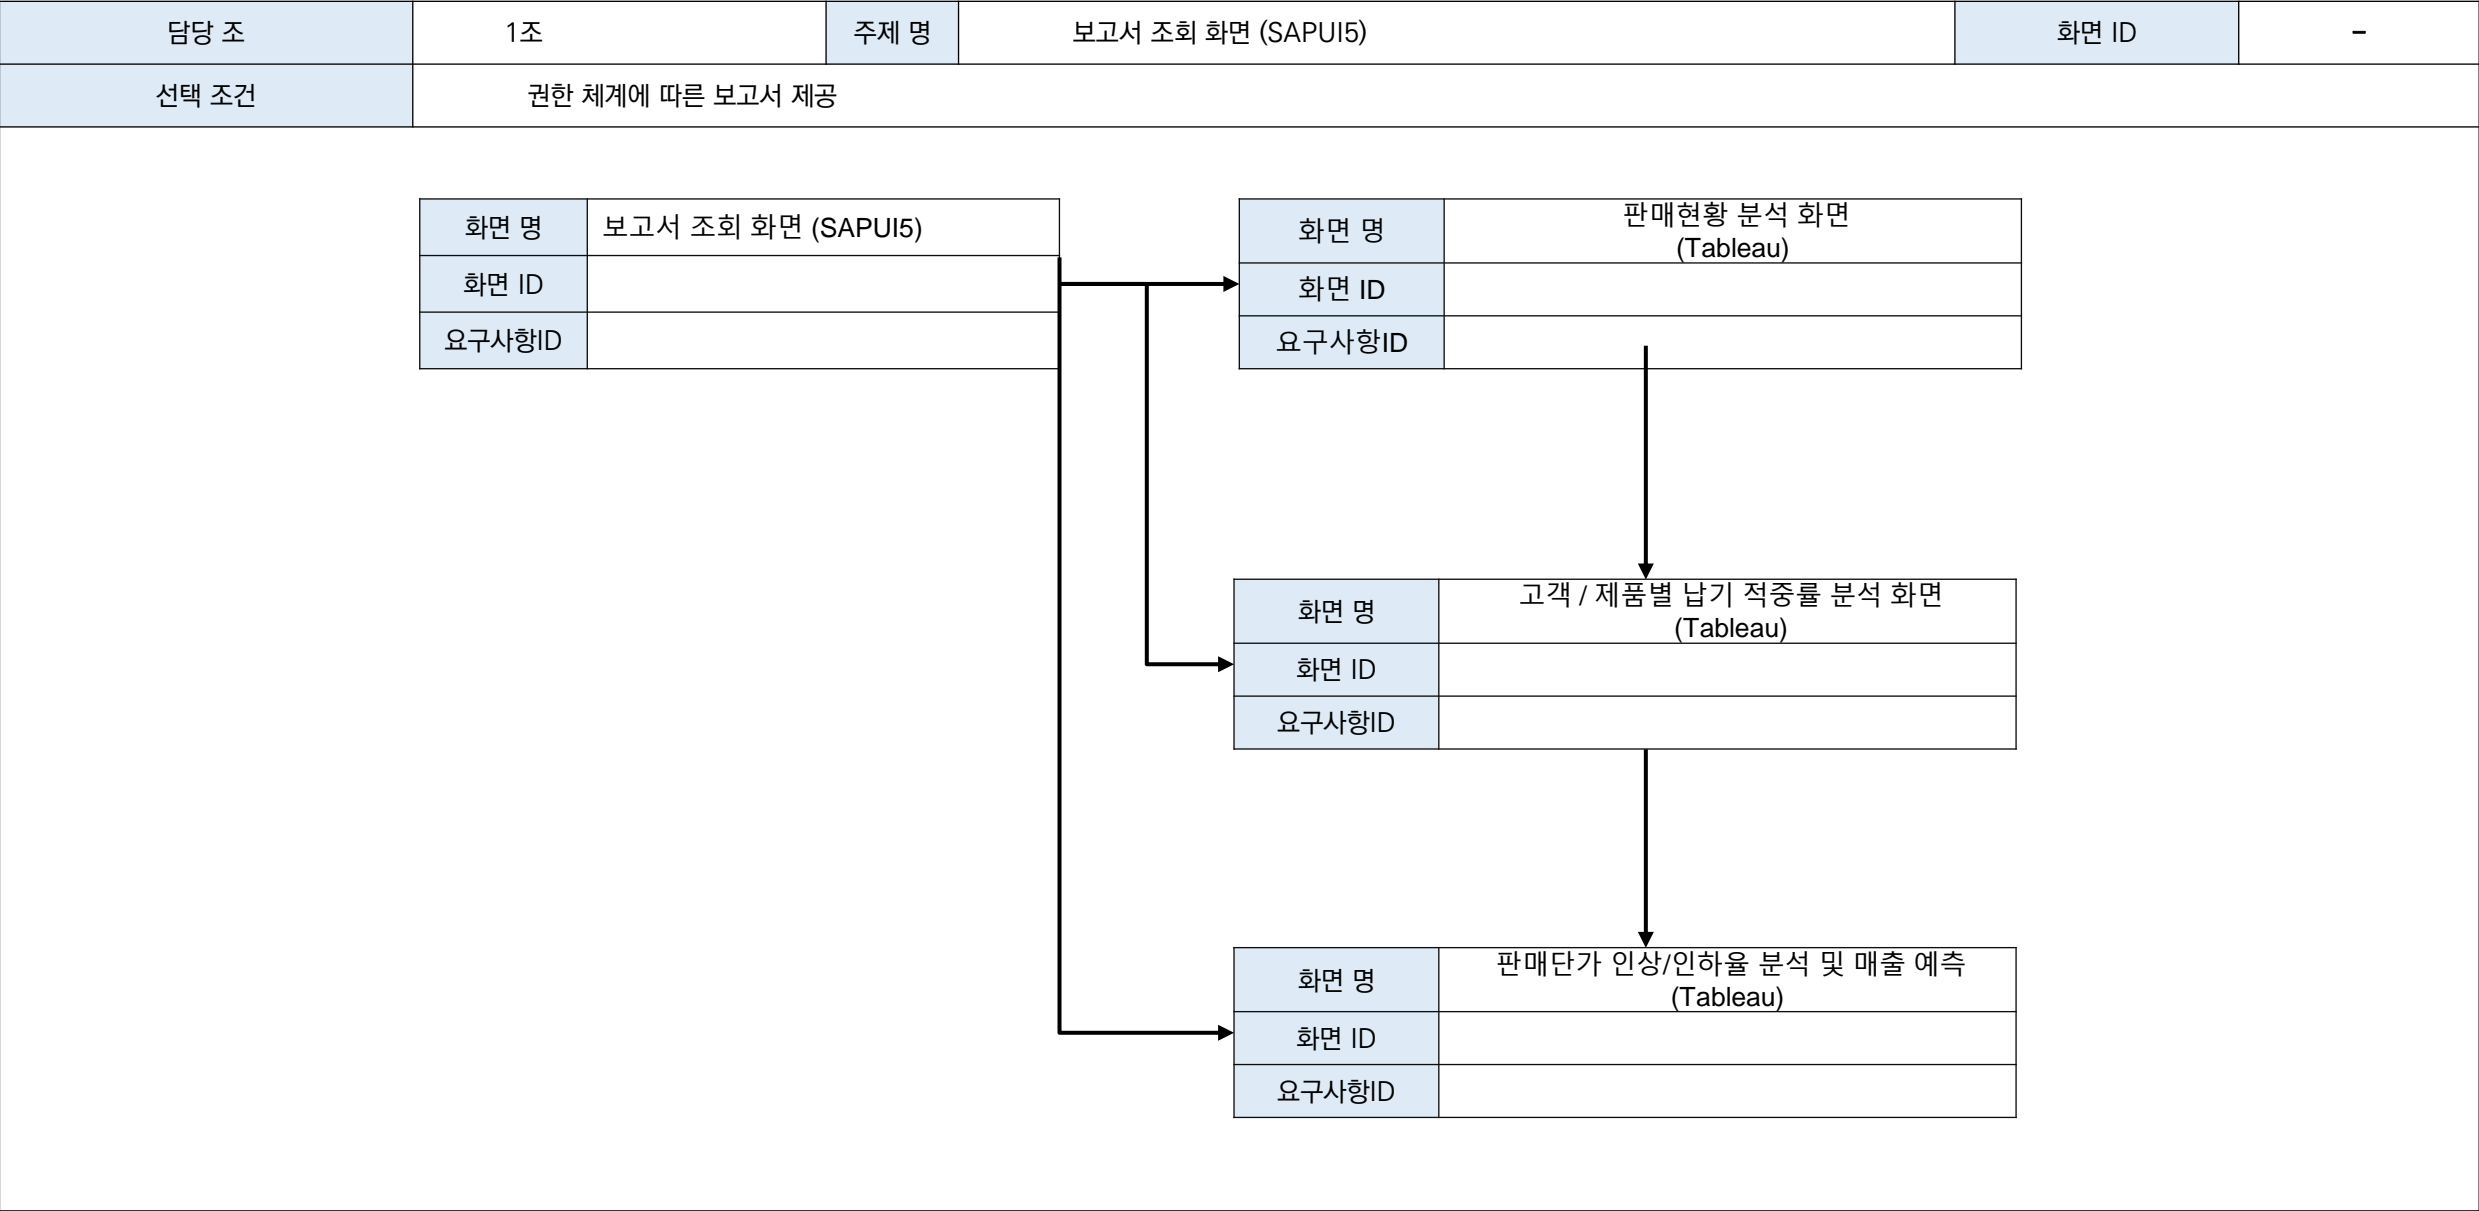 담당 조 1조 주제 명 보고서 조회 화면 (SAPUI5) 화면 ID -
선택 조건 권한 체계에 따른 보고서 제공
화면 명 보고서 조회 화면 (SAPUI5)
화면 ID
요구사항ID
화면 명 판매현황 분석 화면
(Tableau)
화면 ID
요구사항ID
화면 명 고객 / 제품별 납기 적중률 분석 화면
(Tableau)
화면 ID
요구사항ID
화면 명 판매단가 인상/인하율 분석 및 매출 예측
(Tableau)
화면 ID
요구사항ID